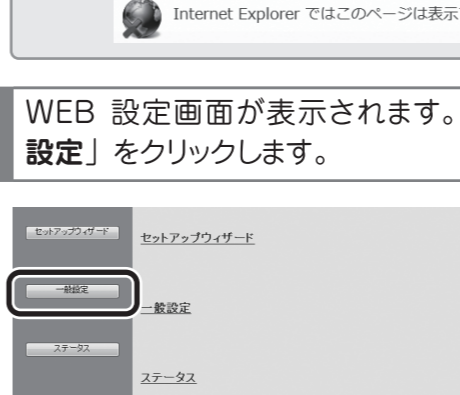 Internet Explorer ではこのページは表示
WEB 設定画面が表示されます。
設定」をクリックします。
セットアップウィザード
セットアップウィザード
一般設定
一般設定
ステータス
ステータス